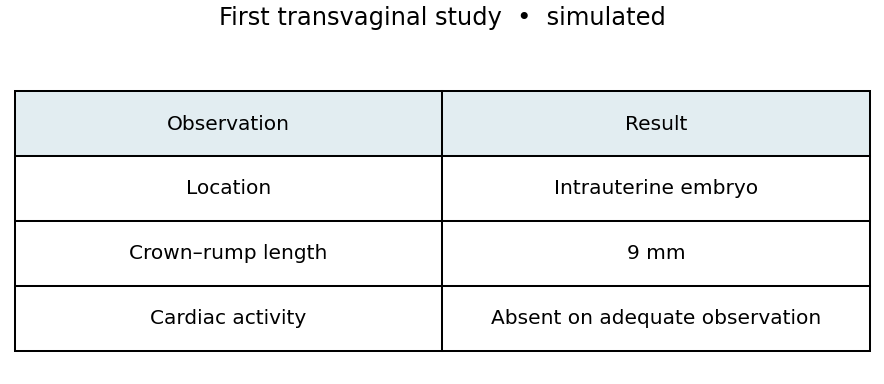 First transvaginal study • simulated
Observation Result
Location Intrauterine embryo
Crown–rump length 9 mm
Cardiac activity Absent on adequate observation